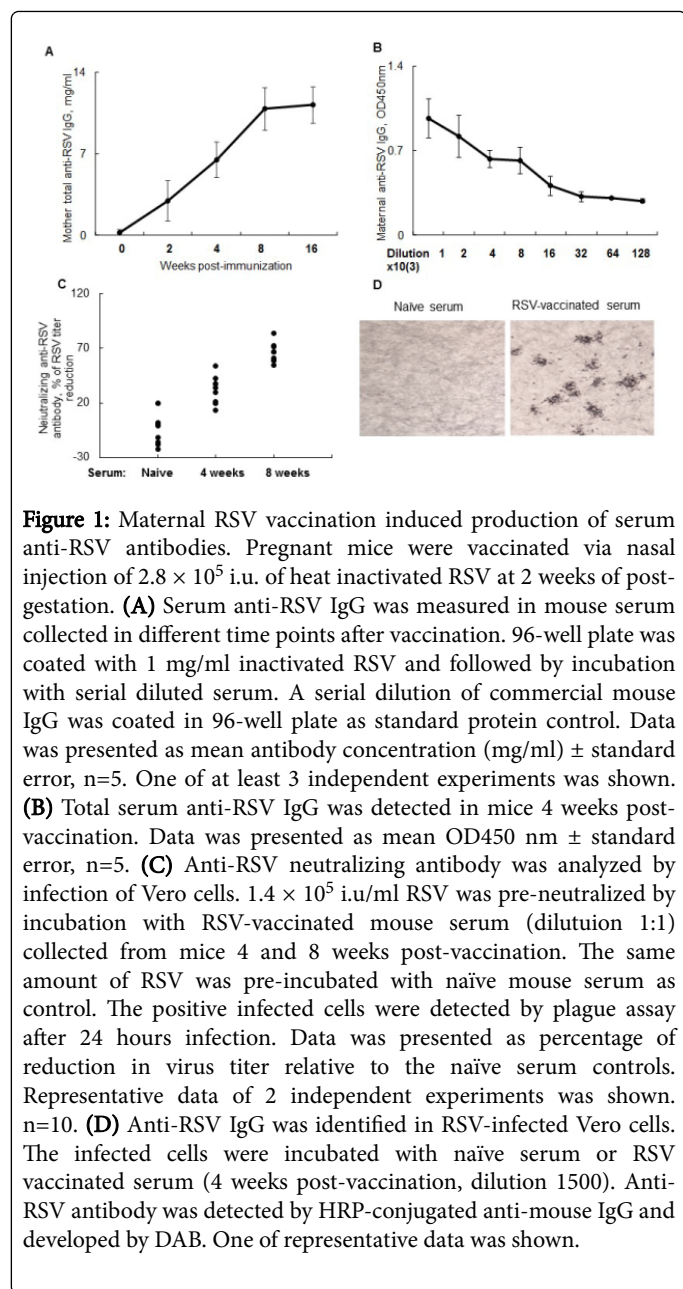 A
Mother total anti-RSV IgG, mg/ml
14
7
0
0 2 4 8 16
Weeks post-immunization
B
Maternal anti-RSV IgG, OD450nm
1.4
0.7
0
Dilution 1 2 4 8 16 32 64 128
x10(3)
C
Neiutralizing anti-RSV
antibody, % of RSV titer
reduction
120
70
20
-30
Serum: Naive 4 weeks 8 weeks
D
Naïve serum RSV-vaccinated serum
Figure 1: Maternal RSV vaccination induced production of serum
anti-RSV antibodies. Pregnant mice were vaccinated via nasal
injection of 2.8 × 10⁵ i.u. of heat inactivated RSV at 2 weeks of post-
gestation. (A) Serum anti-RSV IgG was measured in mouse serum
collected in different time points after vaccination. 96-well plate was
coated with 1 mg/ml inactivated RSV and followed by incubation
with serial diluted serum. A serial dilution of commercial mouse
IgG was coated in 96-well plate as standard protein control. Data
was presented as mean antibody concentration (mg/ml) ± standard
error, n=5. One of at least 3 independent experiments was shown.
(B) Total serum anti-RSV IgG was detected in mice 4 weeks post-
vaccination. Data was presented as mean OD450 nm ± standard
error, n=5. (C) Anti-RSV neutralizing antibody was analyzed by
infection of Vero cells. 1.4 × 10⁵ i.u/ml RSV was pre-neutralized by
incubation with RSV-vaccinated mouse serum (dilutuion 1:1)
collected from mice 4 and 8 weeks post-vaccination. The same
amount of RSV was pre-incubated with naïve mouse serum as
control. The positive infected cells were detected by plague assay
after 24 hours infection. Data was presented as percentage of
reduction in virus titer relative to the naïve serum controls.
Representative data of 2 independent experiments was shown.
n=10. (D) Anti-RSV IgG was identified in RSV-infected Vero cells.
The infected cells were incubated with naïve serum or RSV
vaccinated serum (4 weeks post-vaccination, dilution 1500). Anti-
RSV antibody was detected by HRP-conjugated anti-mouse IgG and
developed by DAB. One of representative data was shown.